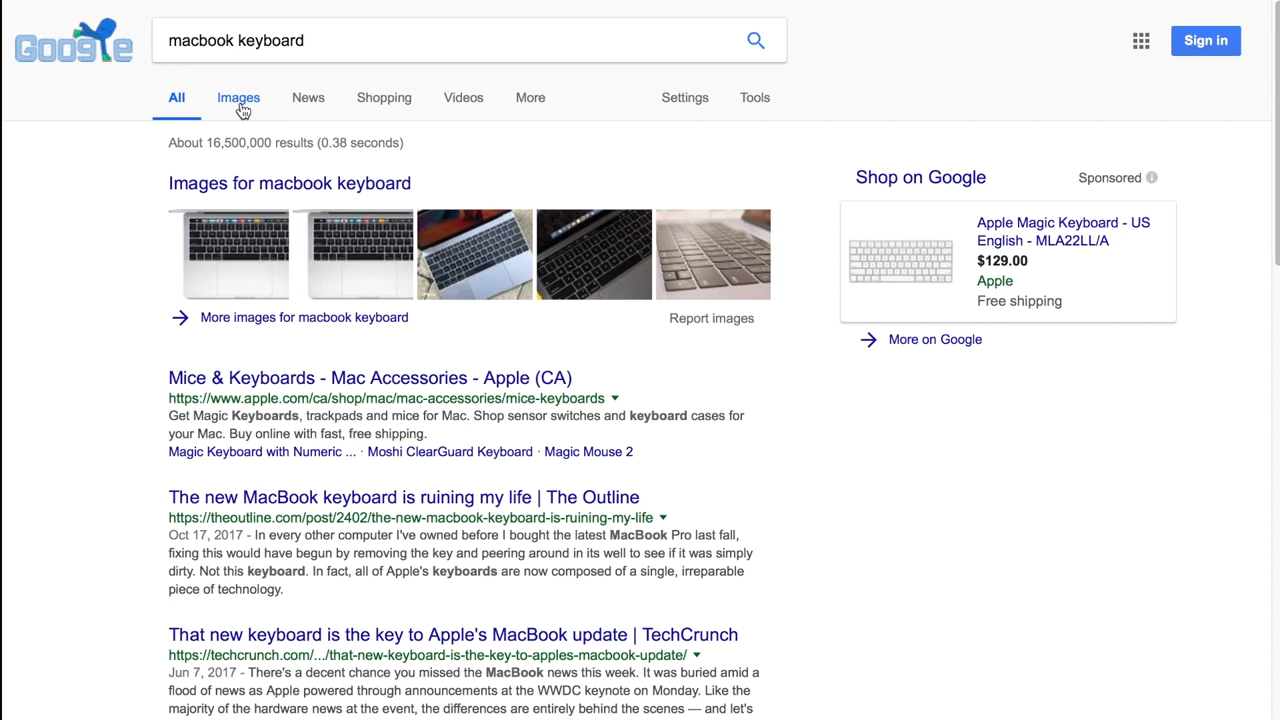 Google
macbook keyboard
Sign in
All Images News Shopping Videos More Settings Tools
About 16,500,000 results (0.38 seconds)
Images for macbook keyboard
More images for macbook keyboard
Report images
Mice & Keyboards - Mac Accessories - Apple (CA)
https://www.apple.com/ca/shop/mac/mac-accessories/mice-keyboards
Get Magic Keyboards, trackpads and mice for Mac. Shop sensor switches and keyboard cases for
your Mac. Buy online with fast, free shipping.
Magic Keyboard with Numeric ... · Moshi ClearGuard Keyboard · Magic Mouse 2
The new MacBook keyboard is ruining my life | The Outline
https://theoutline.com/post/2402/the-new-macbook-keyboard-is-ruining-my-life
Oct 17, 2017 - In every other computer I've owned before I bought the latest MacBook Pro last fall,
fixing this would have begun by removing the key and peering around in its well to see if it was simply
dirty. Not this keyboard. In fact, all of Apple's keyboards are now composed of a single, irreparable
piece of technology.
That new keyboard is the key to Apple's MacBook update | TechCrunch
https://techcrunch.com/.../that-new-keyboard-is-the-key-to-apples-macbook-update/
Jun 7, 2017 - There's a decent chance you missed the MacBook news this week. It was buried amid a
flood of news as Apple powered through announcements at the WWDC keynote on Monday. Like the
majority of the hardware news at the event, the differences are entirely behind the scenes — and let's
Shop on Google
Sponsored
Apple Magic Keyboard - US
English - MLA22LL/A
$129.00
Apple
Free shipping
More on Google